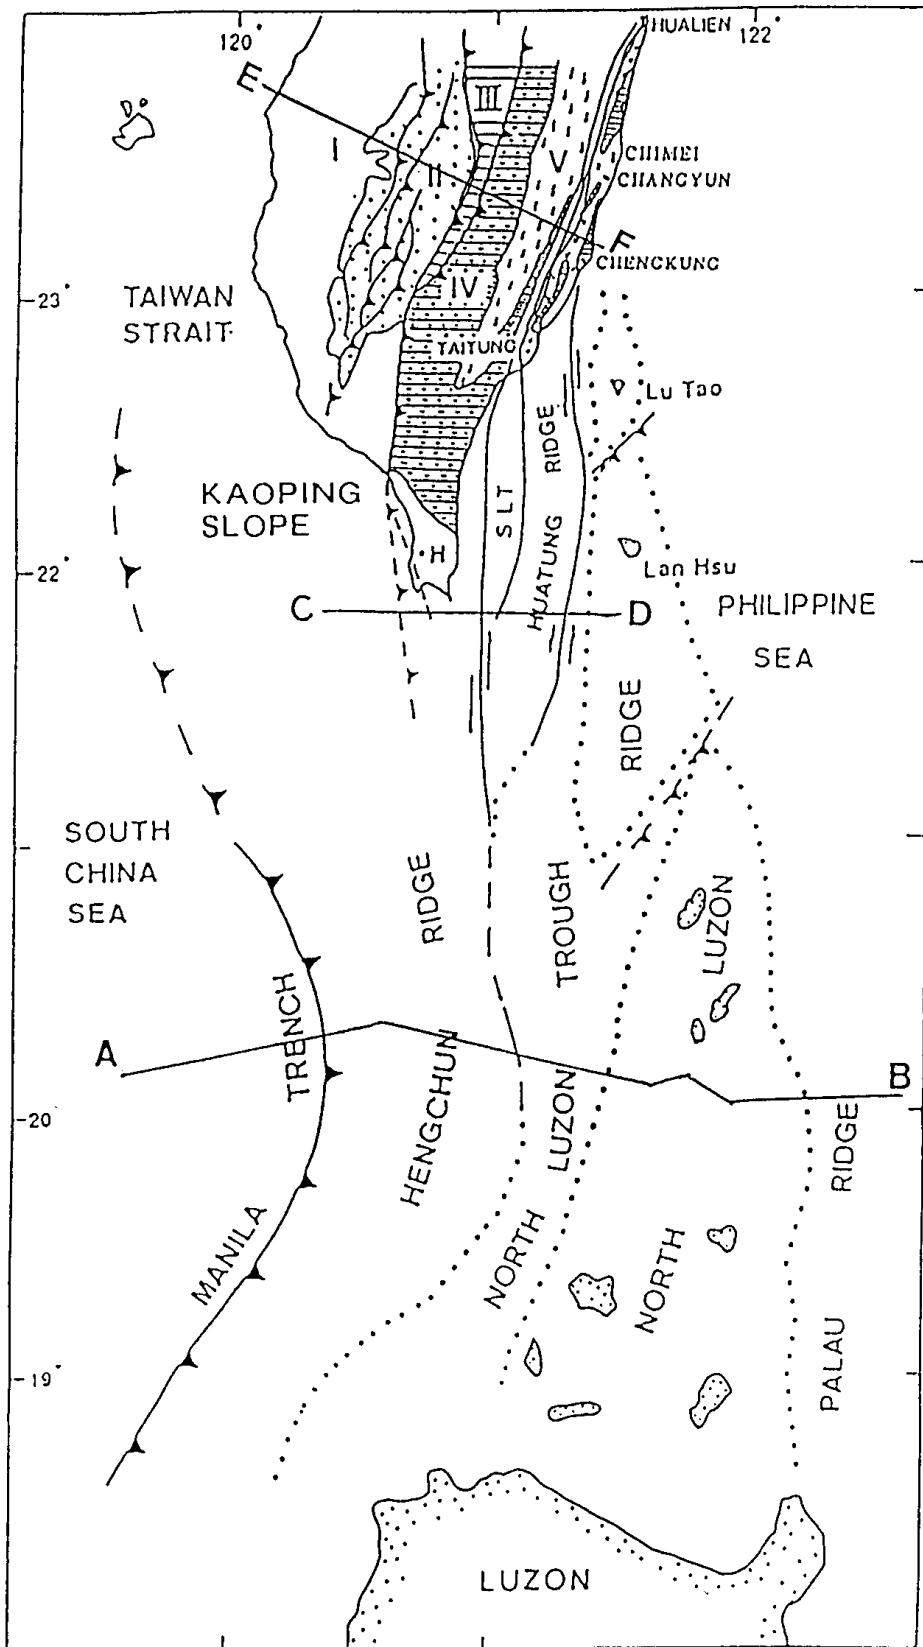 120°
122°
HUALIEN
E
III
I
II
V
CHIMEI
CHANGYUN
F
CHENGKUNG
23°
TAIWAN
STRAIT
IV
TAITUNG
Lu Tao
KAOPING
SLOPE
SLT
HUATUNG RIDGE
H
22°
Lan Hsu
C
D
PHILIPPINE
SEA
RIDGE
SOUTH
CHINA
SEA
RIDGE
TROUGH
LUZON
TRENCH
A
B
HENGCHUN
LUZON
20°
RIDGE
MANILA
NORTH
NORTH
19°
PALAU
LUZON